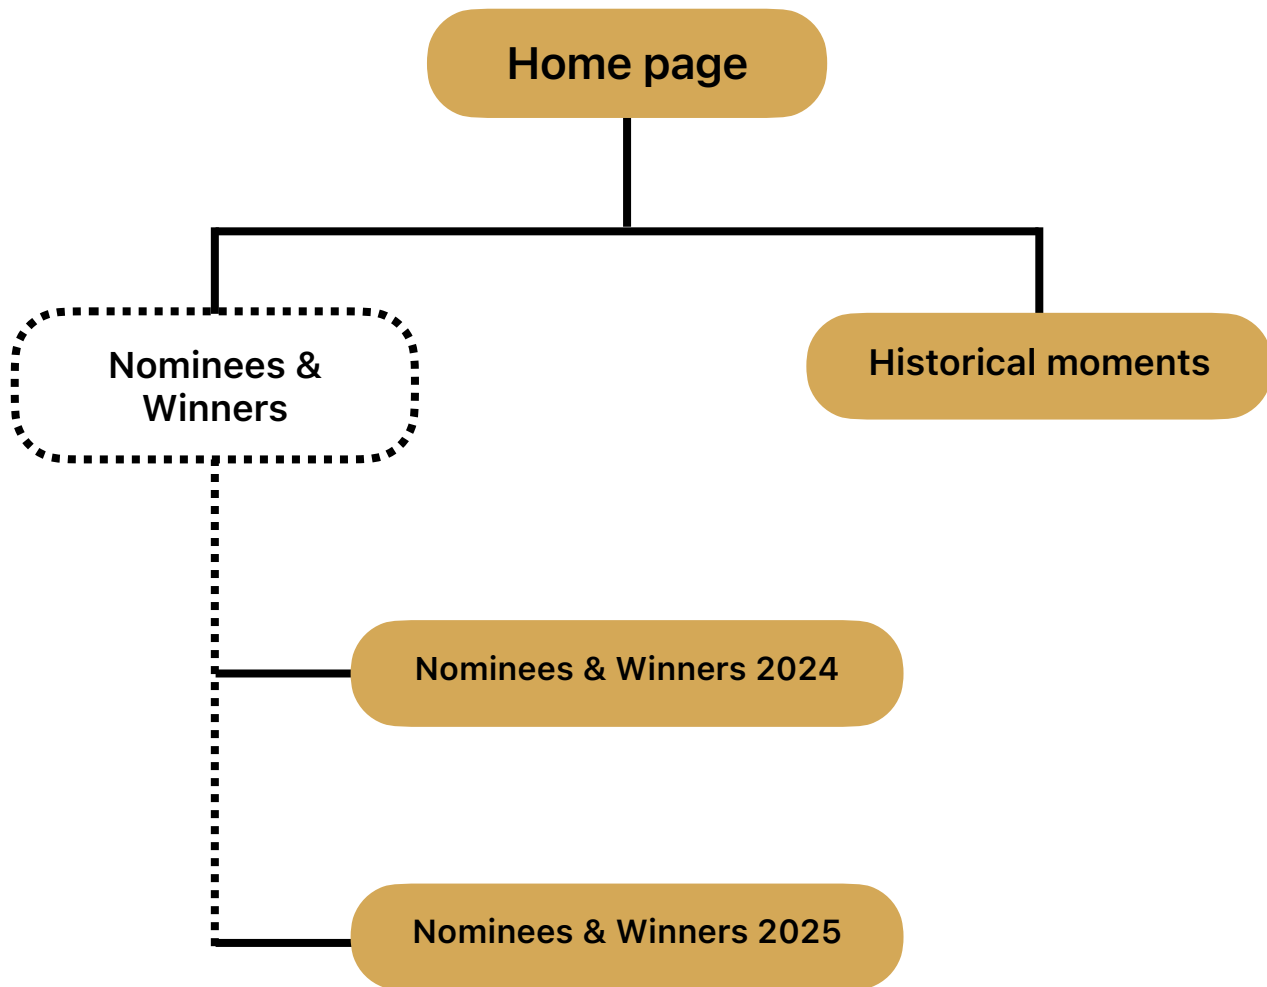 Home page
Nominees &
Winners
Historical moments
Nominees & Winners 2024
Nominees & Winners 2025